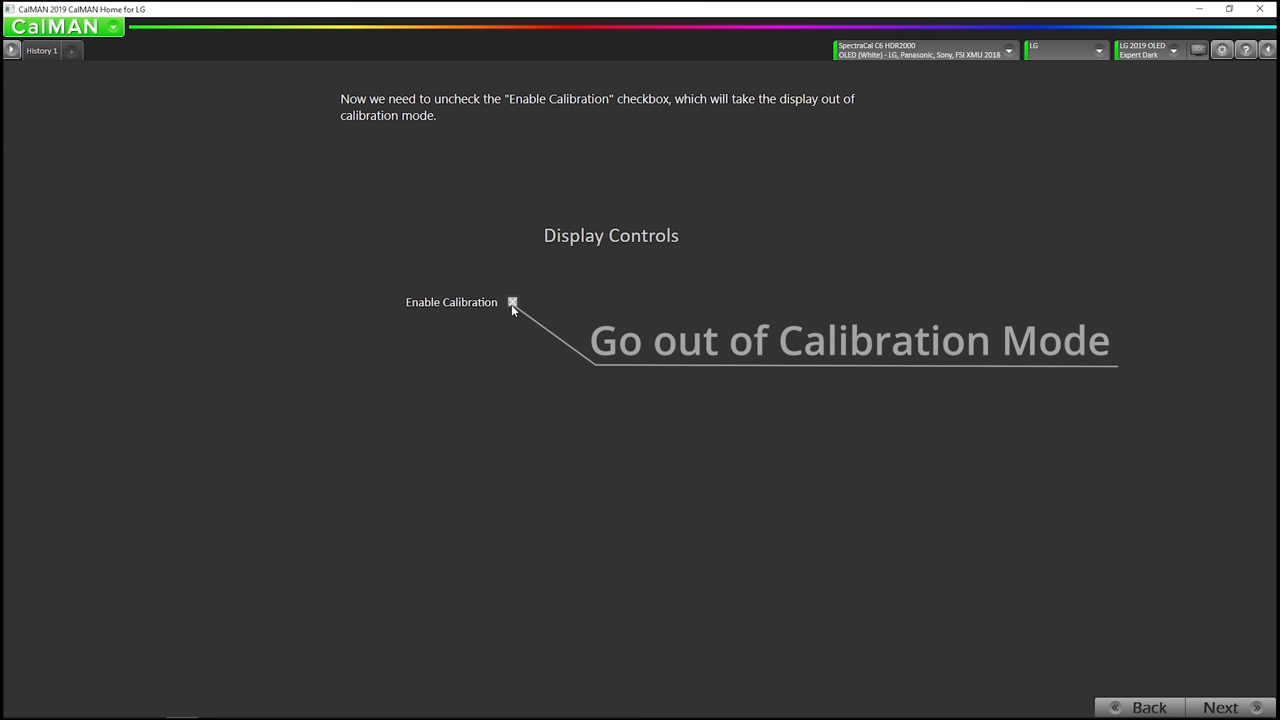 CalMAN 2019 CalMAN Home for LG
CalMAN
History 1
SpectraCal C6 HDR2000
OLED (White) - LG, Panasonic, Sony, FSI XMU 2018
LG
LG 2019 OLED
Expert Dark
Now we need to uncheck the "Enable Calibration" checkbox, which will take the display out of
calibration mode.
Display Controls
Enable Calibration
Go out of Calibration Mode
« Back
Next »